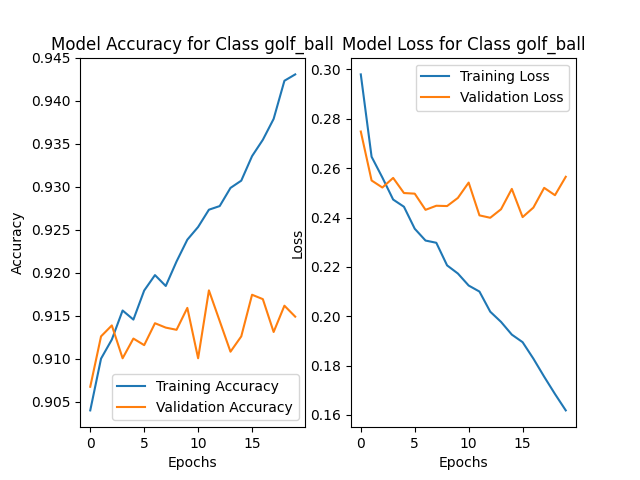 Model Accuracy for Class golf_ball
0.945
0.940
0.935
0.930
0.925
0.920
0.915
0.910
0.905
Accuracy
Training Accuracy
Validation Accuracy
0
5
10
15
Epochs
Model Loss for Class golf_ball
0.30
0.28
0.26
0.24
0.22
0.20
0.18
0.16
Loss
Training Loss
Validation Loss
0
5
10
15
Epochs